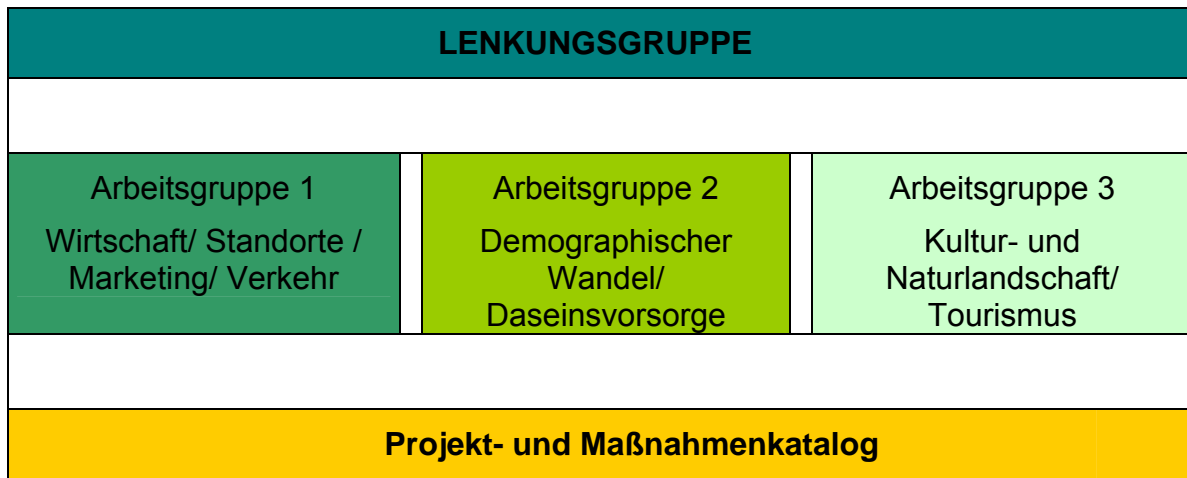 LENKUNGSGRUPPE
Arbeitsgruppe 1
Wirtschaft/ Standorte /
Marketing/ Verkehr
Arbeitsgruppe 2
Demographischer
Wandel/
Daseinsvorsorge
Arbeitsgruppe 3
Kultur- und
Naturlandschaft/
Tourismus
Projekt- und Maßnahmenkatalog